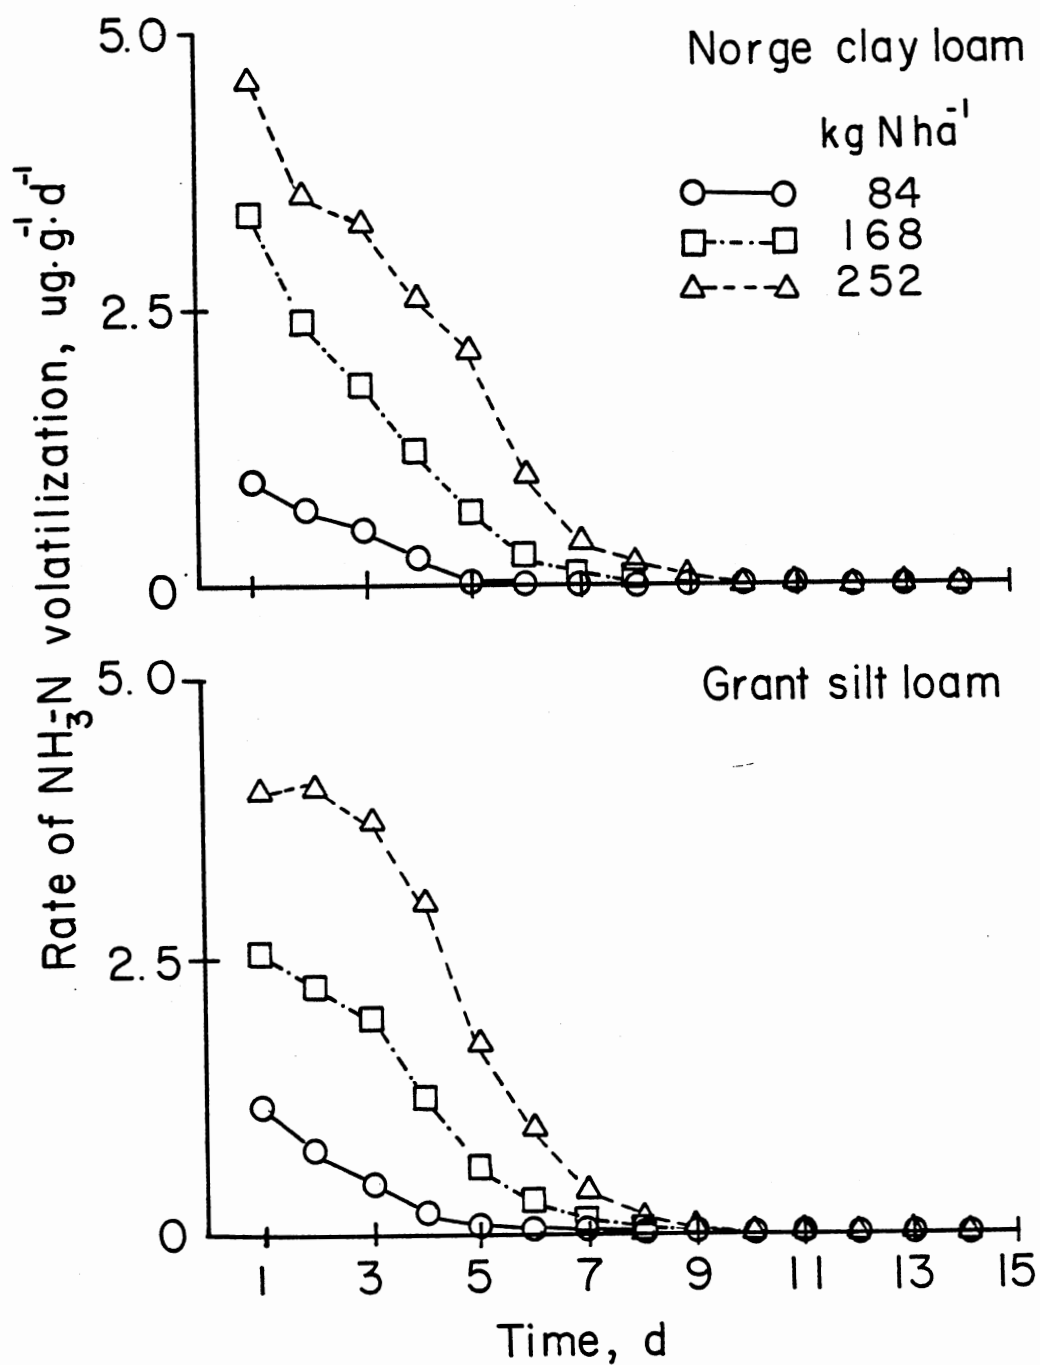 Rate of NH3-N volatilization, ug·g⁻¹·d⁻¹
5.0
2.5
0
Norge clay loam
kg N ha⁻¹
84
168
252
5.0
2.5
0
Grant silt loam
1 3 5 7 9 11 13 15
Time, d